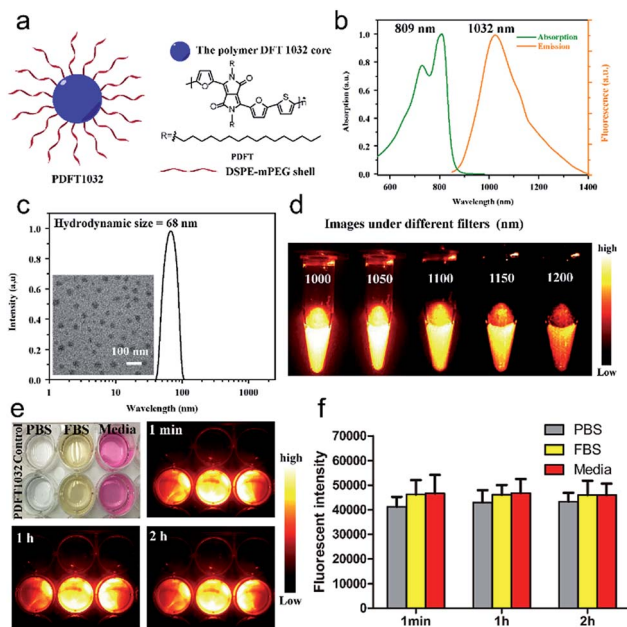 a
The polymer DFT 1032 core
R
N
O
O
S
n
O
O
N
R
R=
PDFT
PDFT1032
DSPE-mPEG shell
b
809 nm
1032 nm
Absorption
Emission
Absorption (a.u.)
Fluorescence (a.u.)
1.0
0.8
0.6
0.4
0.2
0.0
600 800 1000 1200 1400
Wavelength (nm)
c
Hydrodynamic size = 68 nm
Intensity (a.u)
1.0
0.8
0.6
0.4
0.2
0.0
100 nm
1 10 100 1000
Wavelength (nm)
d
Images under different filters (nm)
1000 1050 1100 1150 1200
high
Low
e
PBS FBS Media
Control
PDFT1032
1 min
1 h
2 h
high
Low
f
Fluorescent intensity
70000
60000
50000
40000
30000
20000
10000
0
PBS
FBS
Media
1min 1h 2h